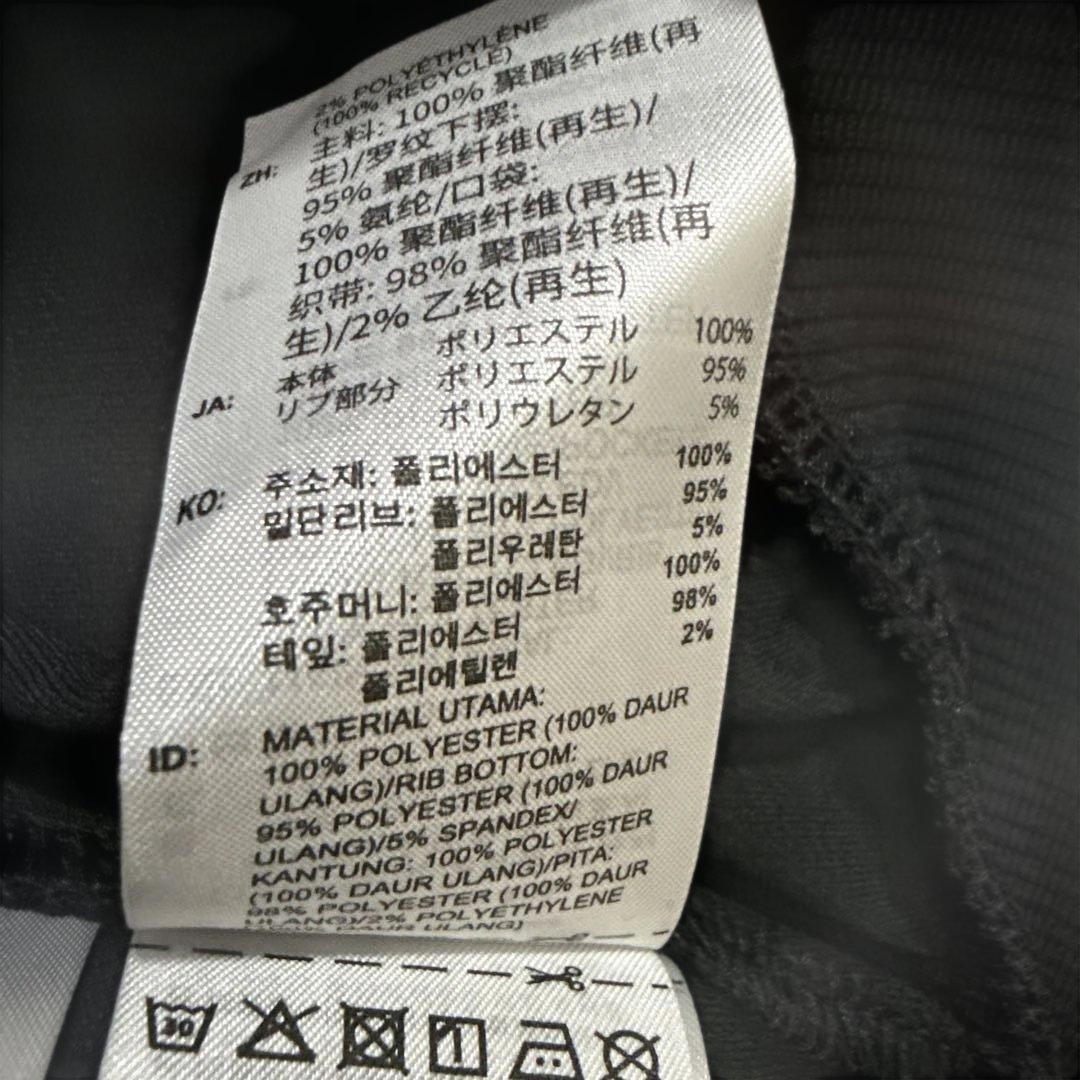 2% POLYÉTHYLÈNE
(100% RECYCLÉ)
ZH: 主料: 100% 聚酯纤维(再
生)/罗纹下摆:
95% 聚酯纤维(再生)/
5% 氨纶/口袋:
100% 聚酯纤维(再生)/
织带: 98% 聚酯纤维(再
生)/2% 乙纶(再生)
JA: 本体 ポリエステル 100%
リブ部分 ポリエステル 95%
ポリウレタン 5%
KO: 주소재: 폴리에스터 100%
밑단리브: 폴리에스터 95%
폴리우레탄 5%
호주머니: 폴리에스터 100%
테잎: 폴리에스터 98%
폴리에틸렌 2%
ID: MATERIAL UTAMA:
100% POLYESTER (100% DAUR
ULANG)/RIB BOTTOM:
95% POLYESTER (100% DAUR
ULANG)/5% SPANDEX/
KANTUNG: 100% POLYESTER
(100% DAUR ULANG)/PITA:
98% POLYESTER (100% DAUR
ULANG)/2% POLYETHYLENE
DAUR ULANG)
30
1